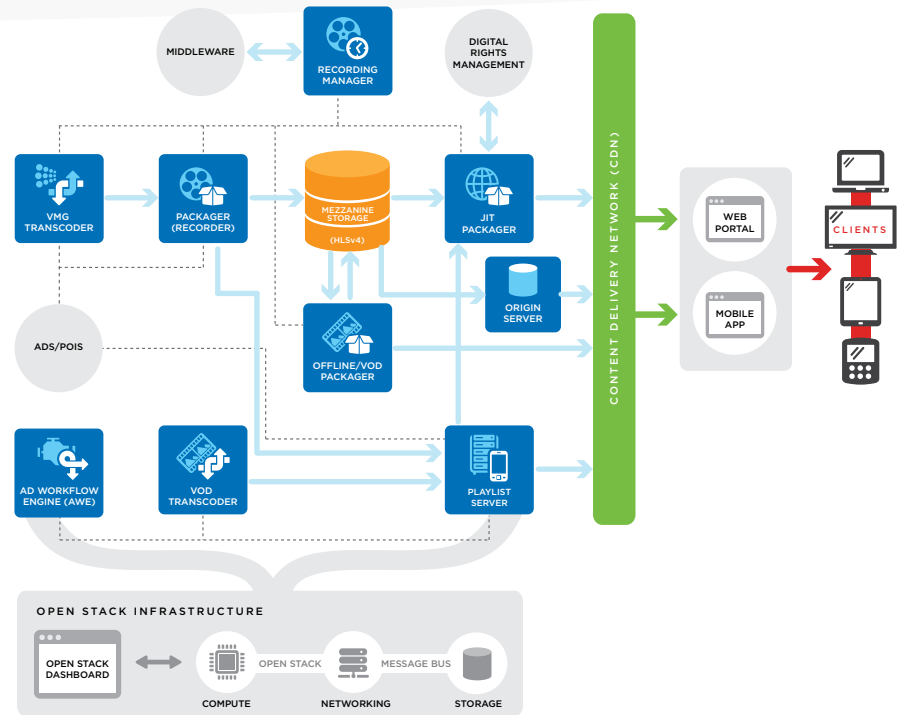 MIDDLEWARE
RECORDING
MANAGER
DIGITAL
RIGHTS
MANAGEMENT
VMG
TRANSCODER
PACKAGER
(RECORDER)
MEZZANINE
STORAGE
(HLSv4)
JIT
PACKAGER
ORIGIN
SERVER
ADS/POIS
OFFLINE/VOD
PACKAGER
AD WORKFLOW
ENGINE (AWE)
VOD
TRANSCODER
PLAYLIST
SERVER
CONTENT DELIVERY NETWORK (CDN)
WEB
PORTAL
MOBILE
APP
CLIENTS
OPEN STACK INFRASTRUCTURE
OPEN STACK
DASHBOARD
OPEN STACK
MESSAGE BUS
COMPUTE
NETWORKING
STORAGE